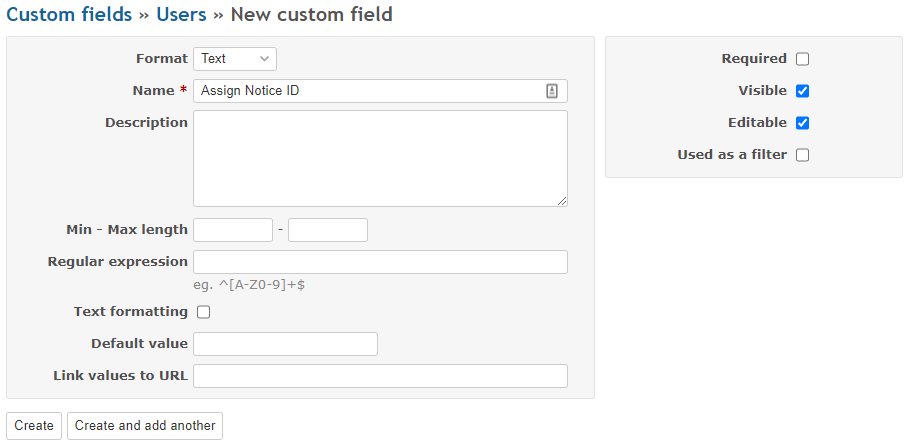 Custom fields » Users » New custom field
Format Text
Name * Assign Notice ID
Description
Min - Max length -
Regular expression
eg. ^[A-Z0-9]+$
Text formatting
Default value
Link values to URL
Required
Visible
Editable
Used as a filter
Create Create and add another